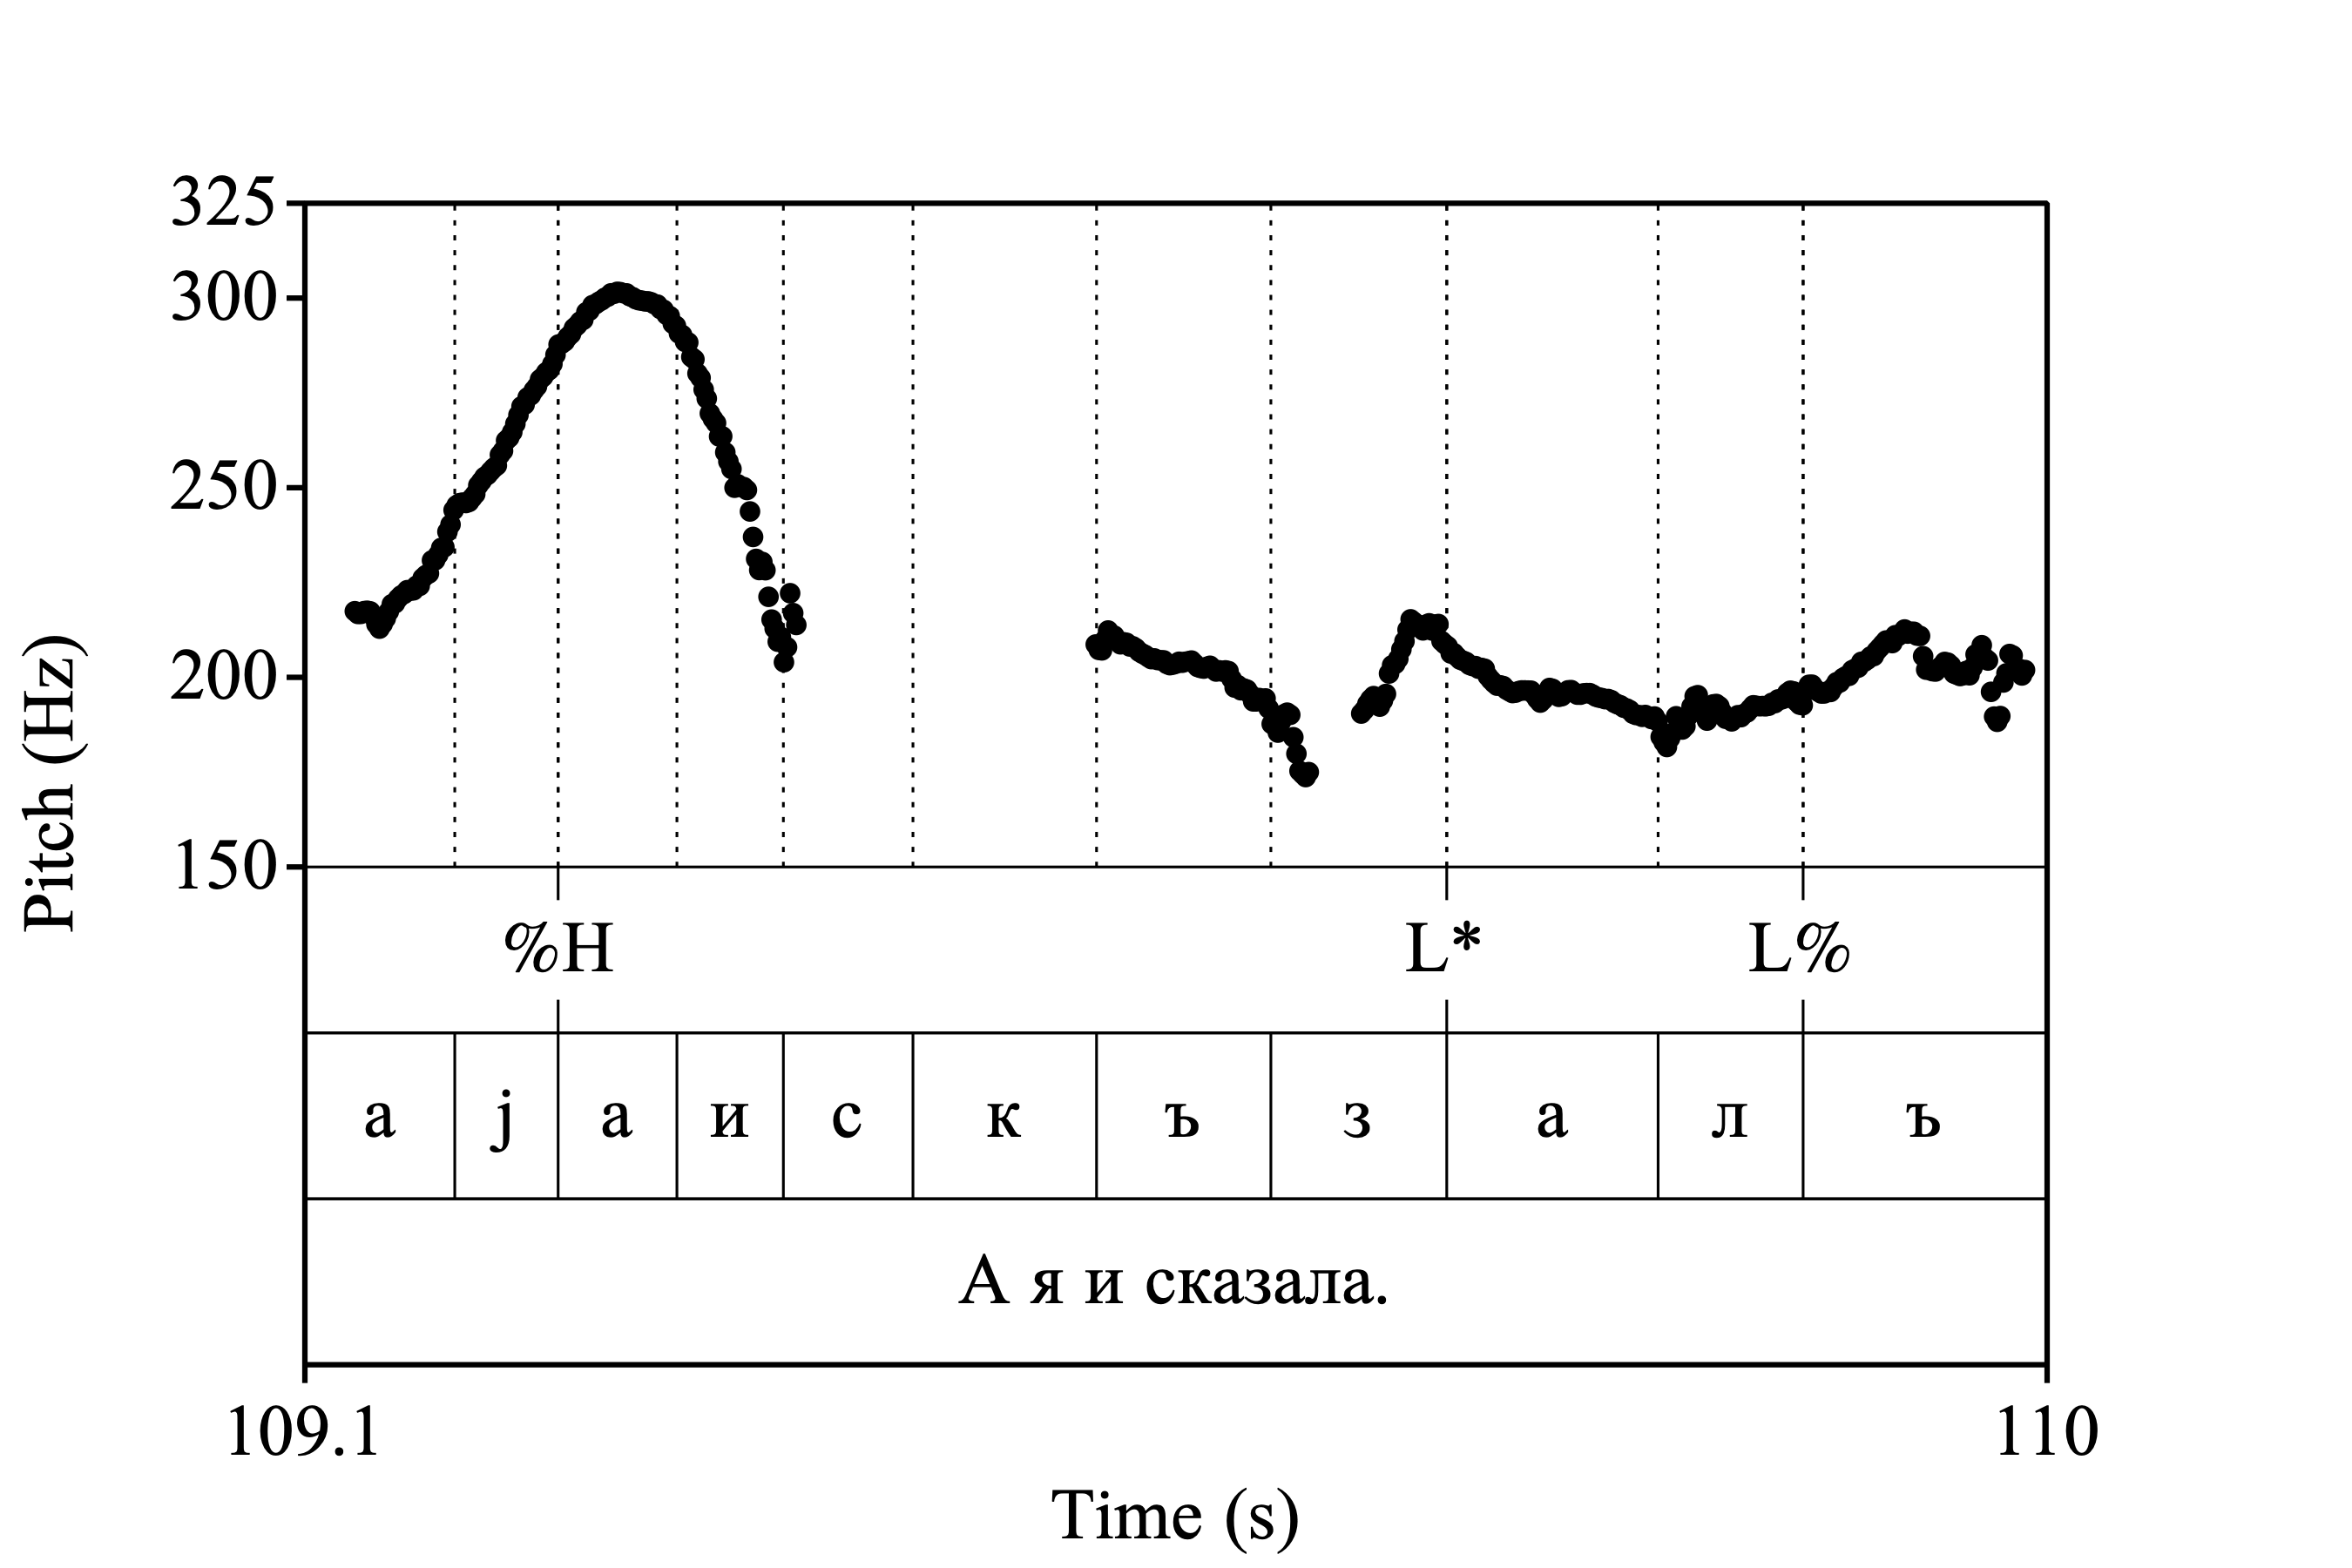 325
300
250
200
150
Pitch (Hz)
%H L* L%
а j а и с к ъ з а л ъ
А я и сказала.
109.1 110
Time (s)